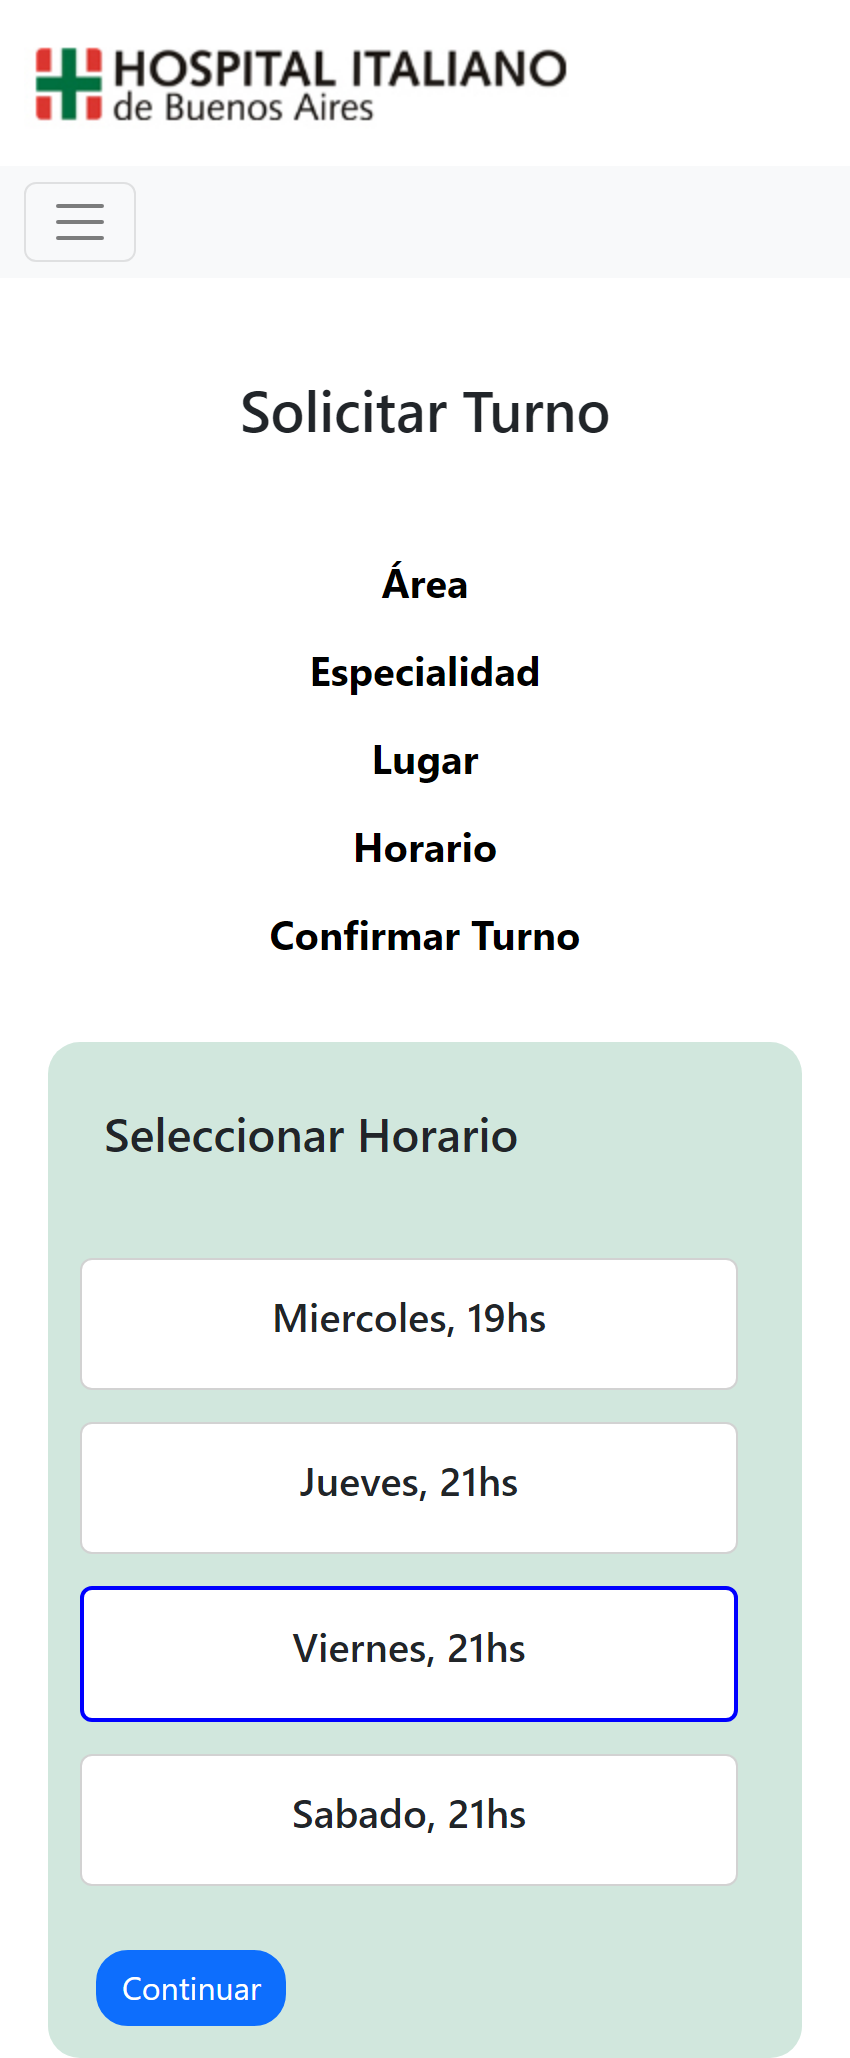 HOSPITAL ITALIANO
de Buenos Aires
Solicitar Turno
Área
Especialidad
Lugar
Horario
Confirmar Turno
Seleccionar Horario
Miercoles, 19hs
Jueves, 21hs
Viernes, 21hs
Sabado, 21hs
Continuar